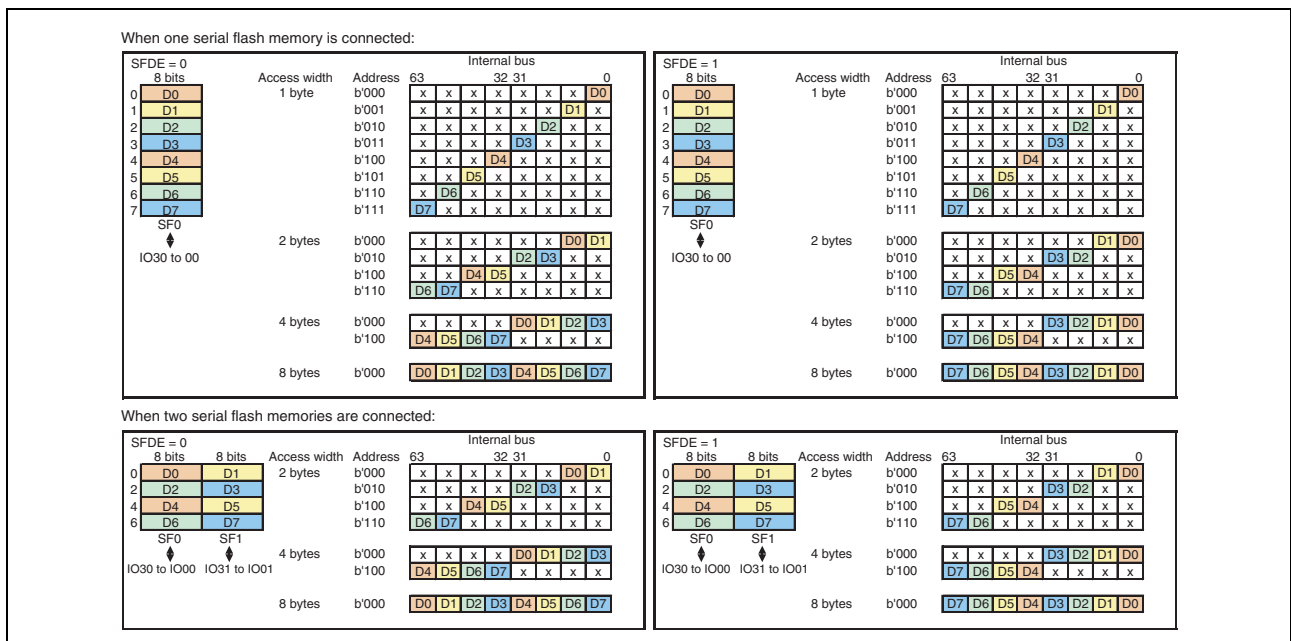 When one serial flash memory is connected:
SFDE = 0
Internal bus
8 bits Access width Address 63 32 31 0
0 D0 1 byte b'000 x x x x x x x D0
1 D1 b'001 x x x x x x D1 x
2 D2 b'010 x x x x x D2 x x
3 D3 b'011 x x x x D3 x x x
4 D4 b'100 x x x D4 x x x x
5 D5 b'101 x x D5 x x x x x
6 D6 b'110 x D6 x x x x x x
7 D7 b'111 D7 x x x x x x x
SF0
IO30 to 00
2 bytes b'000 x x x x x x D0 D1
b'010 x x x x D2 D3 x x
b'100 x x D4 D5 x x x x
b'110 D6 D7 x x x x x x
4 bytes b'000 x x x x D0 D1 D2 D3
b'100 D4 D5 D6 D7 x x x x
8 bytes b'000 D0 D1 D2 D3 D4 D5 D6 D7
SFDE = 1
Internal bus
8 bits Access width Address 63 32 31 0
0 D0 1 byte b'000 x x x x x x x D0
1 D1 b'001 x x x x x x D1 x
2 D2 b'010 x x x x x D2 x x
3 D3 b'011 x x x x D3 x x x
4 D4 b'100 x x x D4 x x x x
5 D5 b'101 x x D5 x x x x x
6 D6 b'110 x D6 x x x x x x
7 D7 b'111 D7 x x x x x x x
SF0
IO30 to 00
2 bytes b'000 x x x x x x D1 D0
b'010 x x x x D3 D2 x x
b'100 x x D5 D4 x x x x
b'110 D7 D6 x x x x x x
4 bytes b'000 x x x x D3 D2 D1 D0
b'100 D7 D6 D5 D4 x x x x
8 bytes b'000 D7 D6 D5 D4 D3 D2 D1 D0
When two serial flash memories are connected:
SFDE = 0
Internal bus
8 bits 8 bits Access width Address 63 32 31 0
0 D0 D1 2 bytes b'000 x x x x x x D0 D1
2 D2 D3 b'010 x x x x D2 D3 x x
4 D4 D5 b'100 x x D4 D5 x x x x
6 D6 D7 b'110 D6 D7 x x x x x x
SF0 SF1
4 bytes b'000 x x x x D0 D1 D2 D3
IO30 to IO00 IO31 to IO01 b'100 D4 D5 D6 D7 x x x x
8 bytes b'000 D0 D1 D2 D3 D4 D5 D6 D7
SFDE = 1
Internal bus
8 bits 8 bits Access width Address 63 32 31 0
0 D0 D1 2 bytes b'000 x x x x x x D1 D0
2 D2 D3 b'010 x x x x D3 D2 x x
4 D4 D5 b'100 x x D5 D4 x x x x
6 D6 D7 b'110 D7 D6 x x x x x x
SF0 SF1
4 bytes b'000 x x x x D3 D2 D1 D0
IO30 to IO00 IO31 to IO01 b'100 D7 D6 D5 D4 x x x x
8 bytes b'000 D7 D6 D5 D4 D3 D2 D1 D0